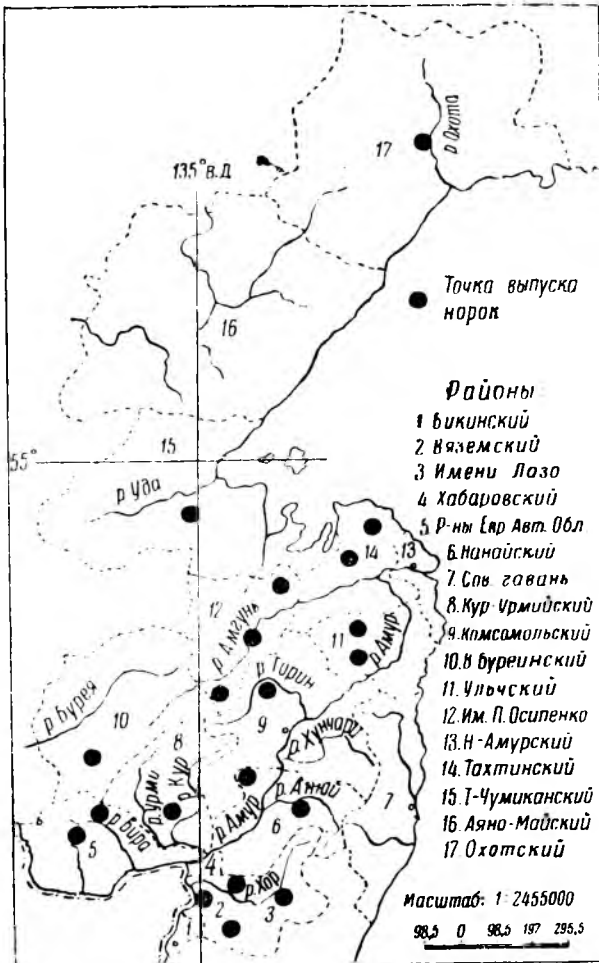 17
р Охота
135° в.д.
Точка выпуска
норок
16
Районы
1 Бикинский
2 Вяземский
3 Имени Лазо
4 Хабаровский
5 Р-ны Евр Авт. Обл
6. Нанайский
7. Сов. гавань
8. Кур-Урмийский
9. Комсомольский
10. В Буреинский
11. Ульчский
12. Им. П. Осипенко
13. Н-Амурский
14. Тахтинский
15. Т-Чумиканский
16 Аяно-Майский
17 Охотский
15
55°
р Уда
14
13
12
р. Амгунь
11
р. Амур.
р. Горин
р. Бурея
10
9
8
р. Хунгари
р. Урми
р. Кур
р. Анюй
7
р. Амур
р. Бира
6
5
4
р. Хор
2
3
1
Масштаб: 1: 2455000
98,5 0 98,5 197 295,5